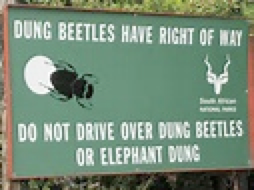 DUNG BEETLES HAVE RIGHT OF WAY
South African
NATIONAL PARKS
DO NOT DRIVE OVER DUNG BEETLES
OR ELEPHANT DUNG